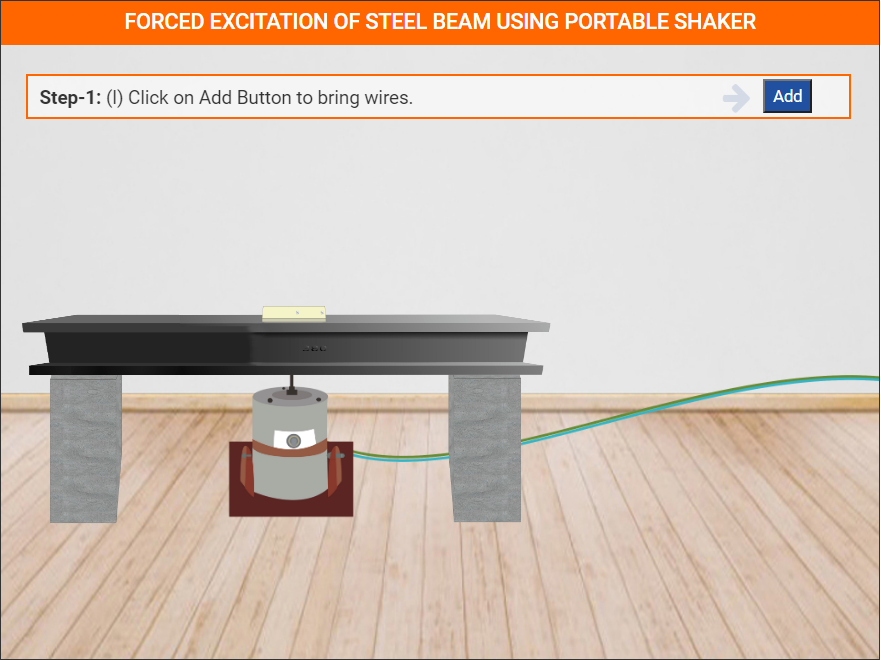 FORCED EXCITATION OF STEEL BEAM USING PORTABLE SHAKER
Step-1: (I) Click on Add Button to bring wires.
Add